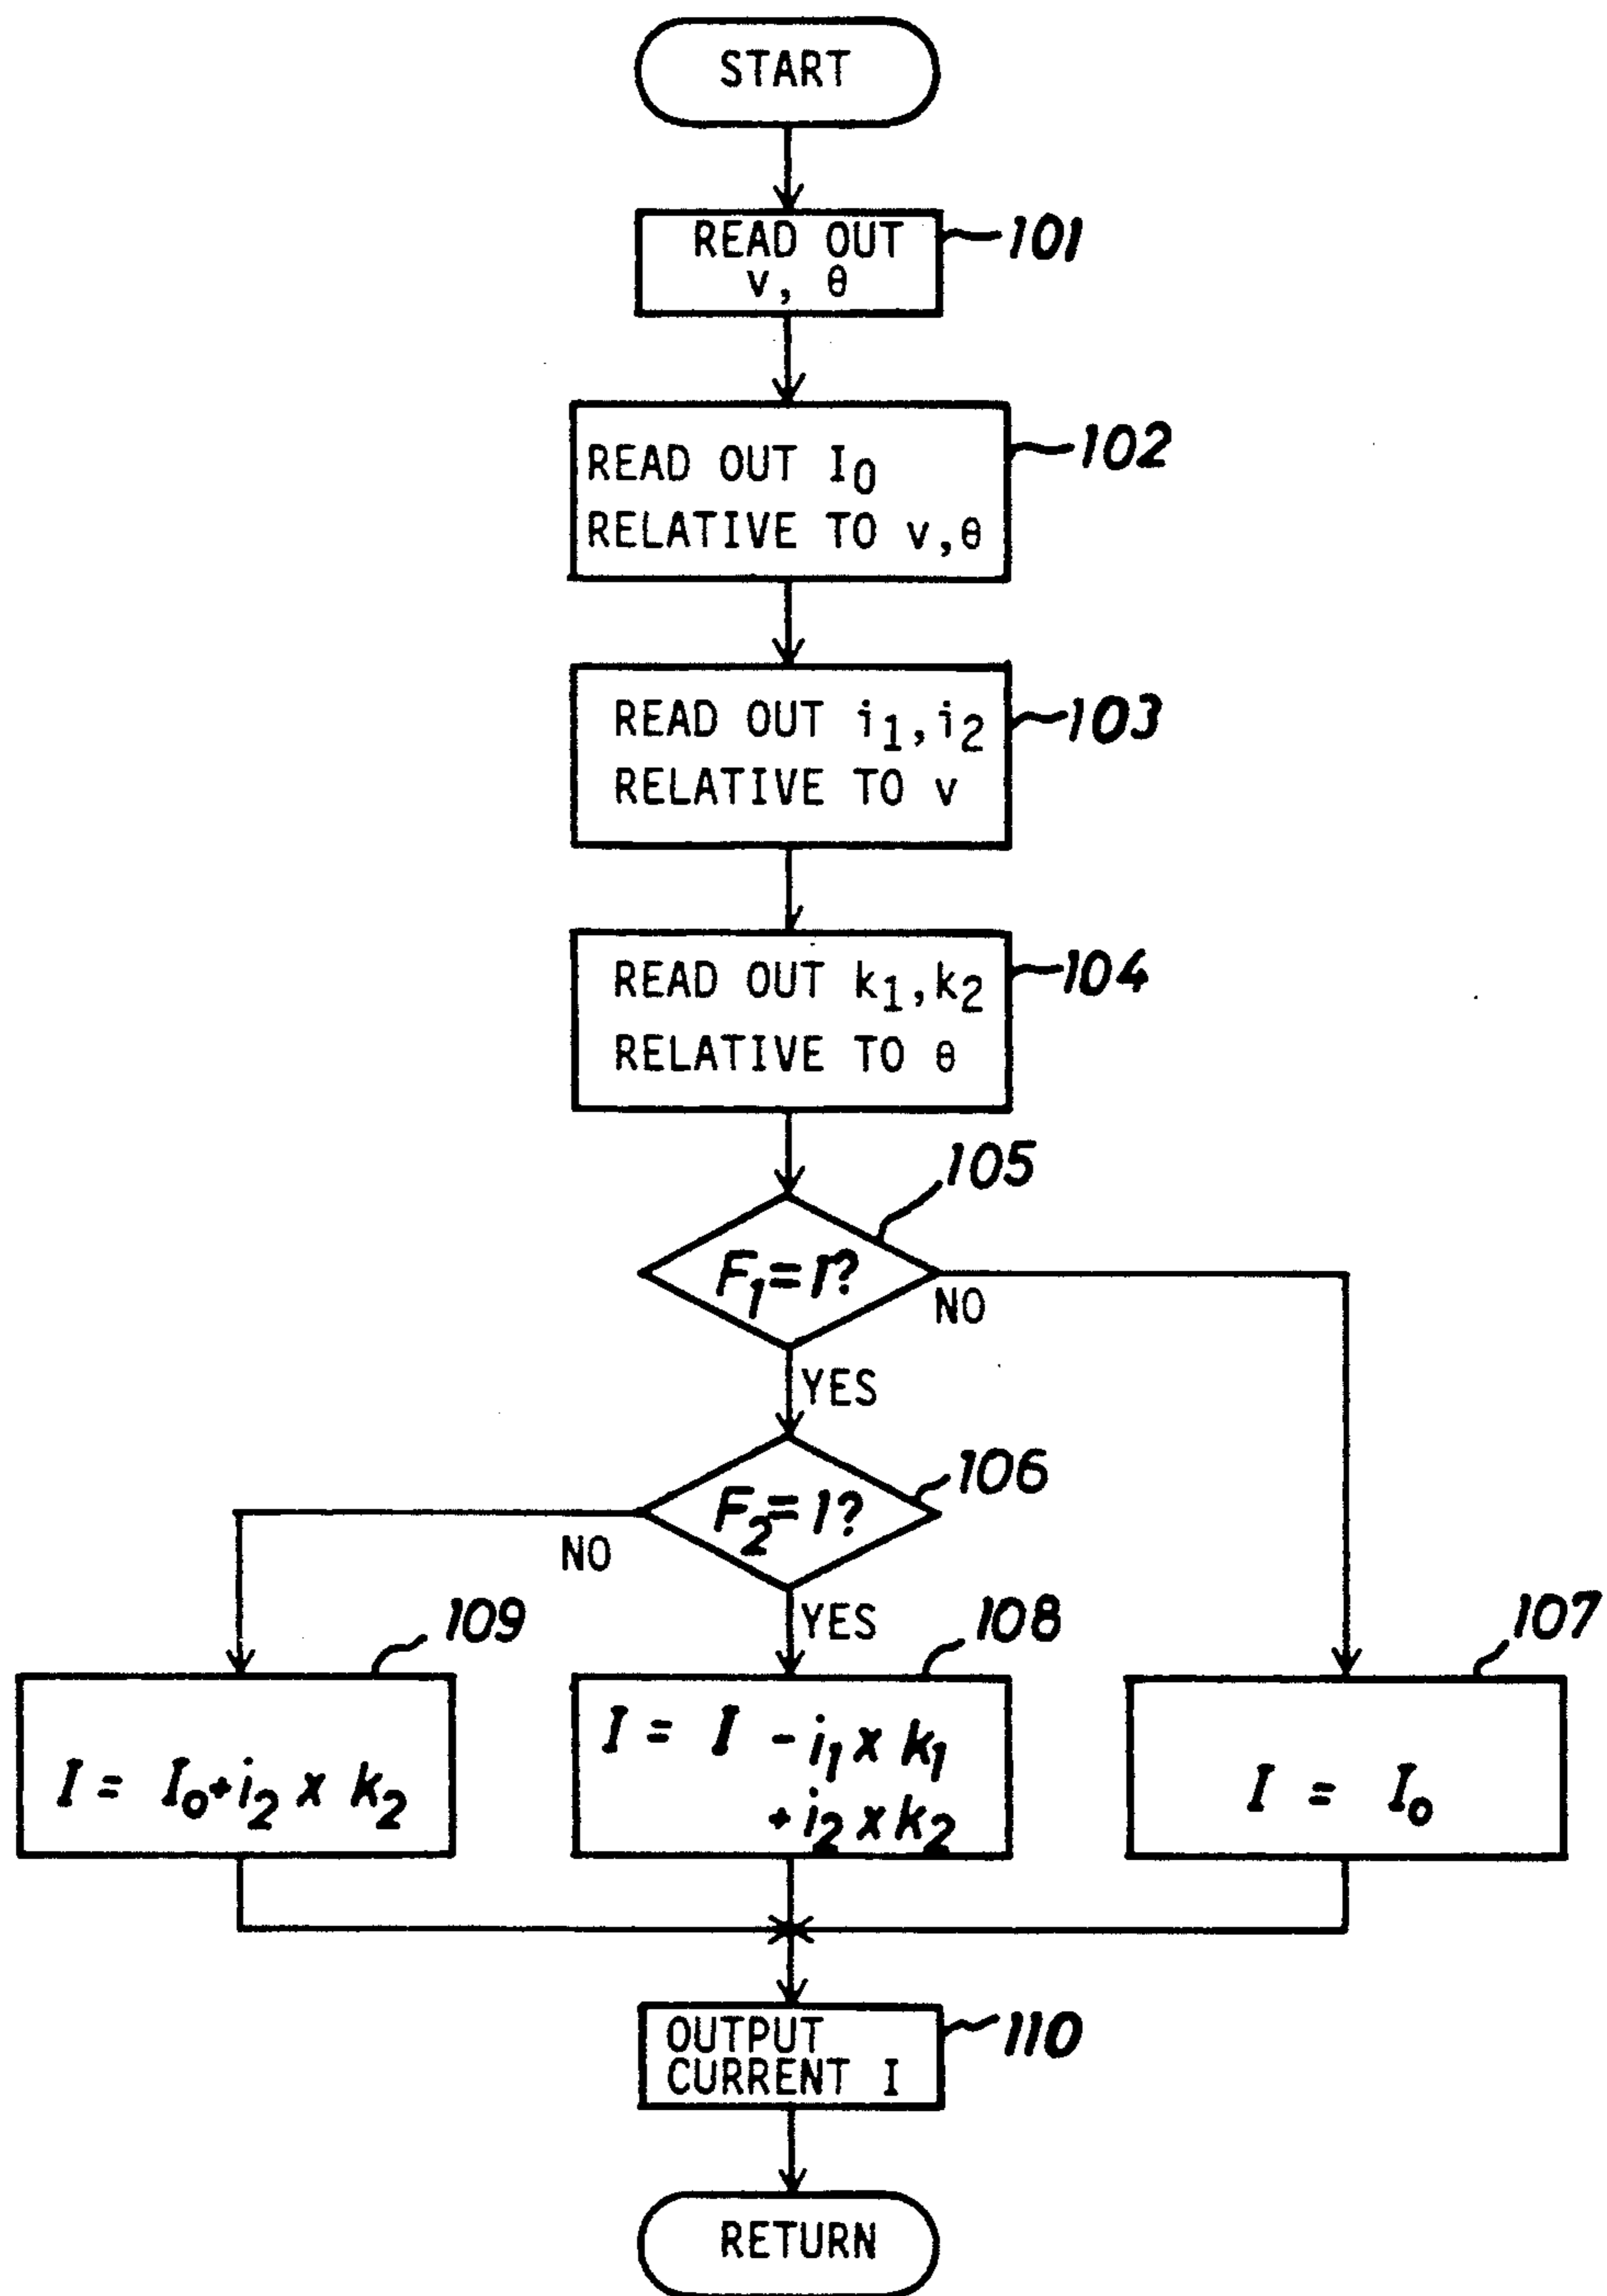 START
READ OUT
v, θ
101
READ OUT I₀
RELATIVE TO v,θ
102
READ OUT i₁,i₂
RELATIVE TO v
103
READ OUT k₁,k₂
RELATIVE TO θ
104
105
F₁=1?
NO
YES
106
F₂=1?
NO
YES
109
108
107
I = I₀+i₂ x k₂
I = I -i₁ x k₁
+i₂ x k₂
I = I₀
OUTPUT
CURRENT I
110
RETURN